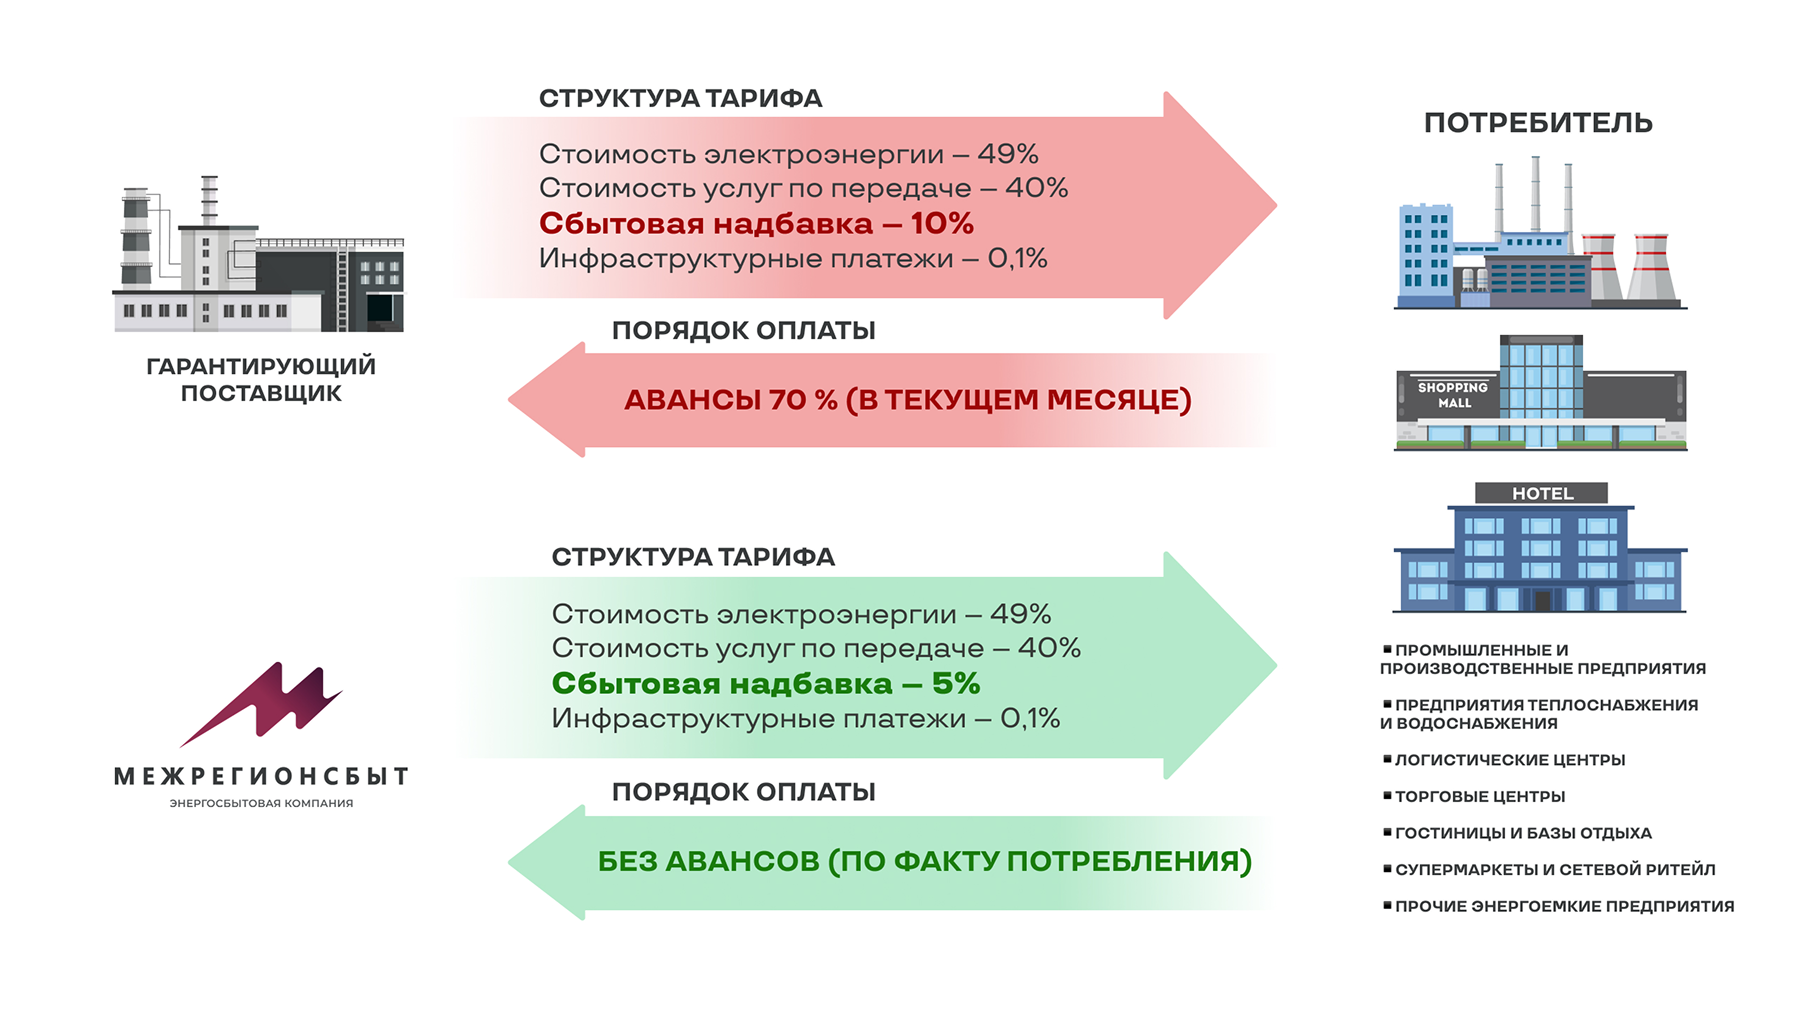 СТРУКТУРА ТАРИФА
Стоимость электроэнергии – 49%
Стоимость услуг по передаче – 40%
Сбытовая надбавка – 10%
Инфраструктурные платежи – 0,1%
ГАРАНТИРУЮЩИЙ
ПОСТАВЩИК
ПОРЯДОК ОПЛАТЫ
АВАНСЫ 70 % (В ТЕКУЩЕМ МЕСЯЦЕ)
СТРУКТУРА ТАРИФА
Стоимость электроэнергии – 49%
Стоимость услуг по передаче – 40%
Сбытовая надбавка – 5%
Инфраструктурные платежи – 0,1%
МЕЖРЕГИОНСБЫТ
ЭНЕРГОСБЫТОВАЯ КОМПАНИЯ
ПОРЯДОК ОПЛАТЫ
БЕЗ АВАНСОВ (ПО ФАКТУ ПОТРЕБЛЕНИЯ)
ПОТРЕБИТЕЛЬ
SHOPPING
MALL
HOTEL
▪ПРОМЫШЛЕННЫЕ И
ПРОИЗВОДСТВЕННЫЕ ПРЕДПРИЯТИЯ
▪ПРЕДПРИЯТИЯ ТЕПЛОСНАБЖЕНИЯ
И ВОДОСНАБЖЕНИЯ
▪ЛОГИСТИЧЕСКИЕ ЦЕНТРЫ
▪ТОРГОВЫЕ ЦЕНТРЫ
▪ГОСТИНИЦЫ И БАЗЫ ОТДЫХА
▪СУПЕРМАРКЕТЫ И СЕТЕВОЙ РИТЕЙЛ
▪ПРОЧИЕ ЭНЕРГОЕМКИЕ ПРЕДПРИЯТИЯ